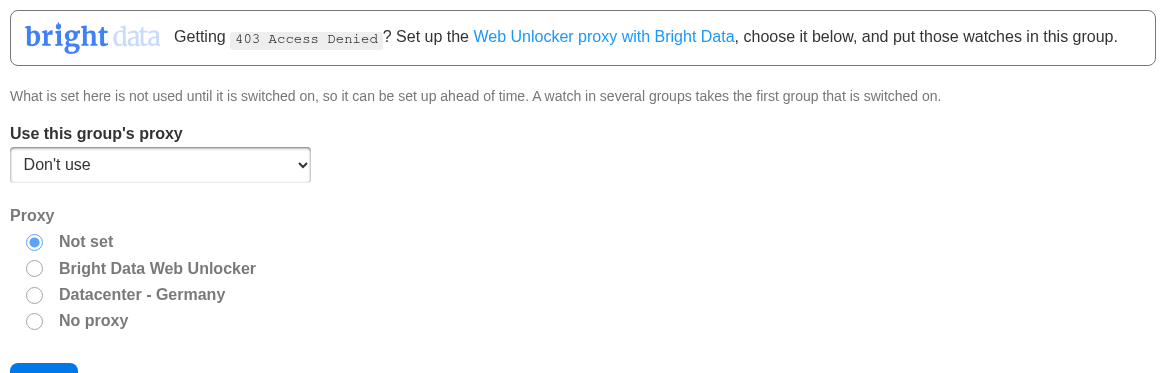 bright data Getting 403 Access Denied? Set up the Web Unlocker proxy with Bright Data, choose it below, and put those watches in this group.
What is set here is not used until it is switched on, so it can be set up ahead of time. A watch in several groups takes the first group that is switched on.
Use this group's proxy
Don't use
Proxy
Not set
Bright Data Web Unlocker
Datacenter - Germany
No proxy